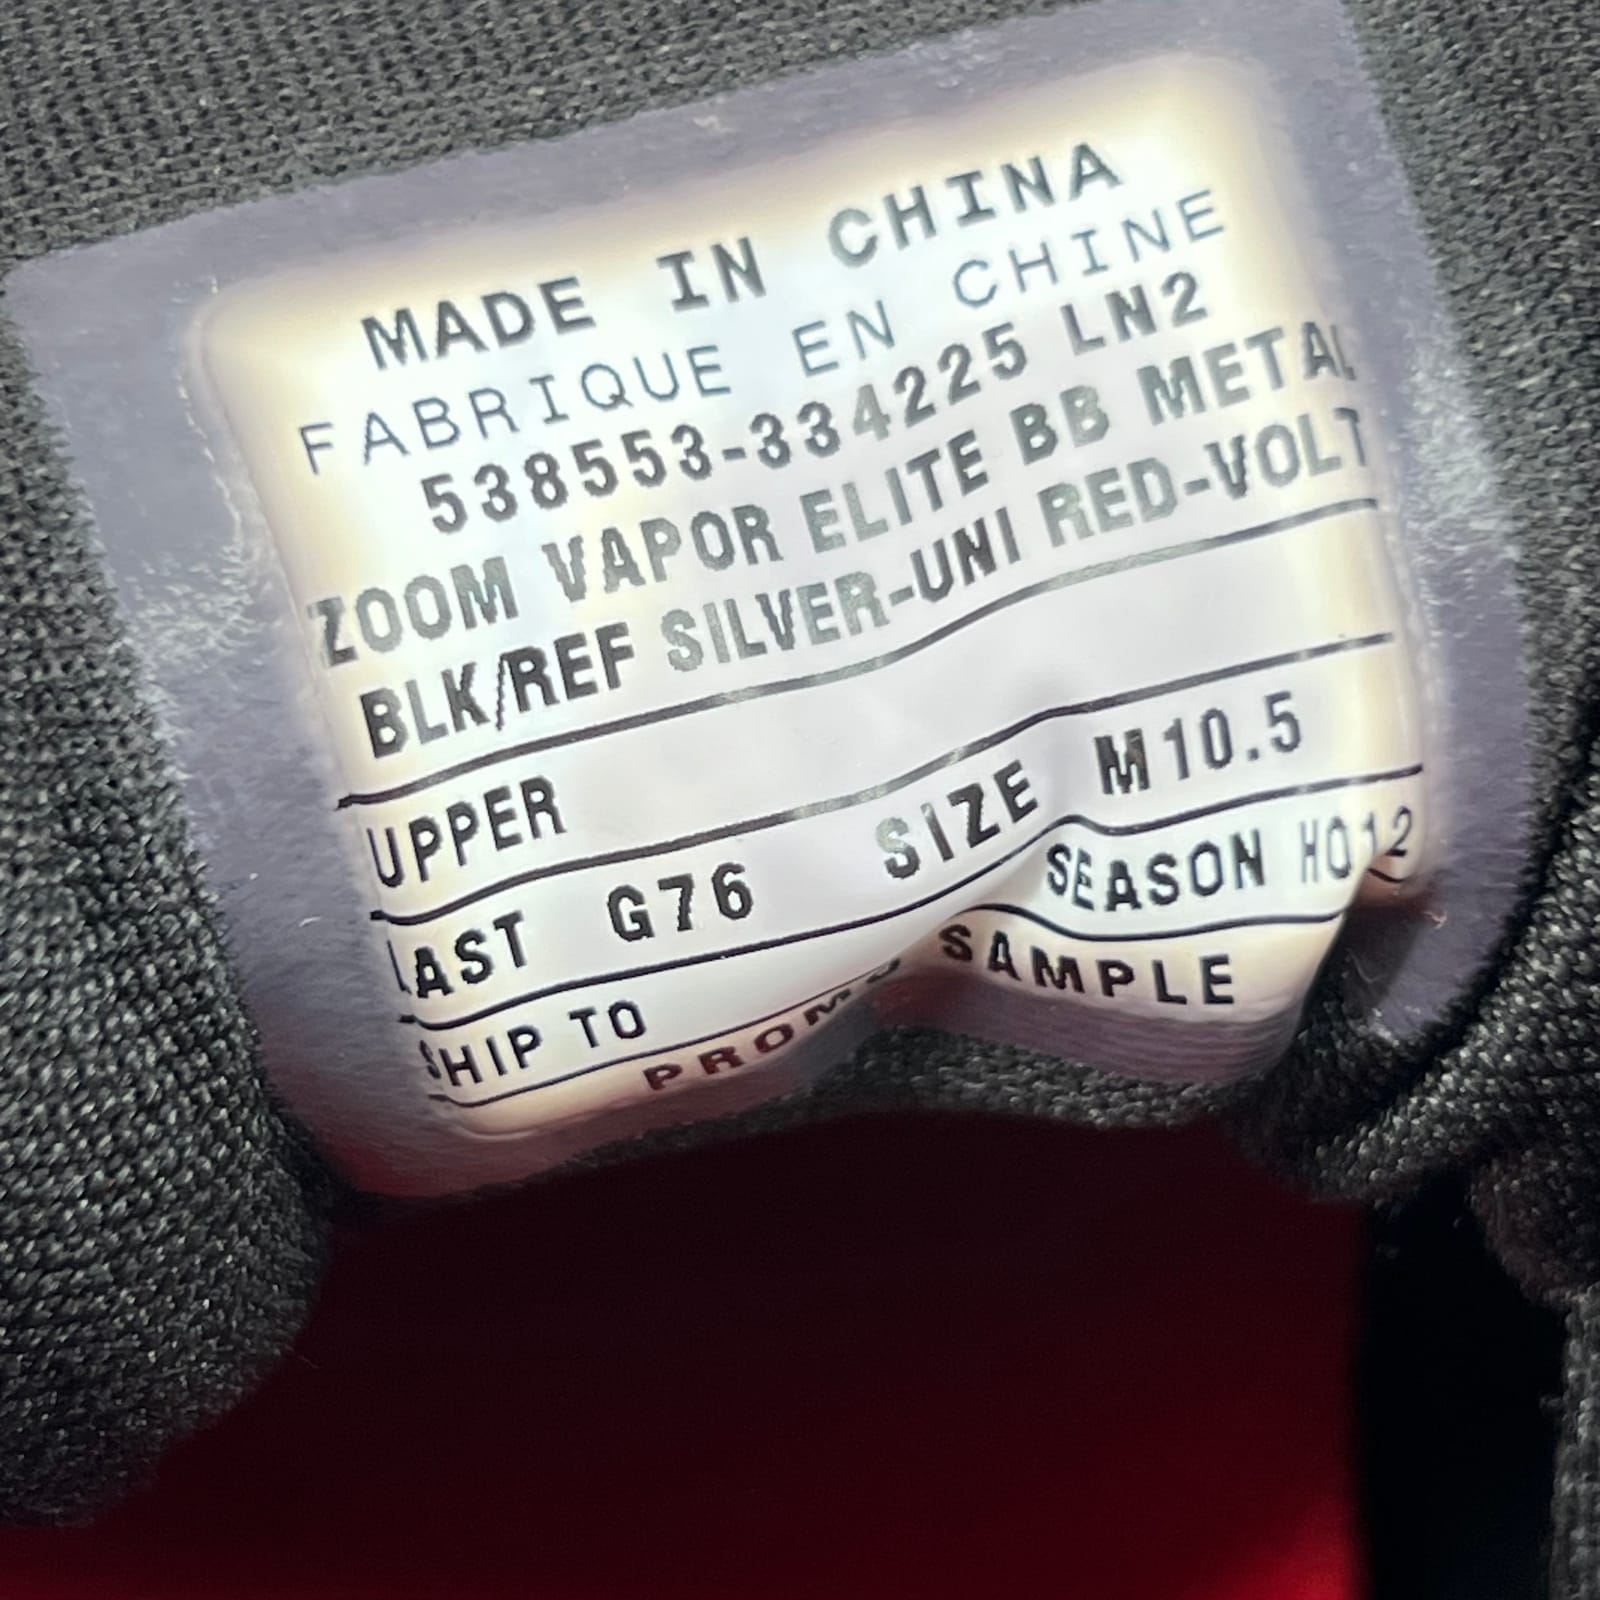 MADE IN CHINA
FABRIQUE EN CHINE
538553-334225 LN2
ZOOM VAPOR ELITE BB METAL
BLK/REF SILVER-UNI RED-VOLT
UPPER
LAST G76 SIZE M10.5
SHIP TO SEASON HO12
PROMO SAMPLE